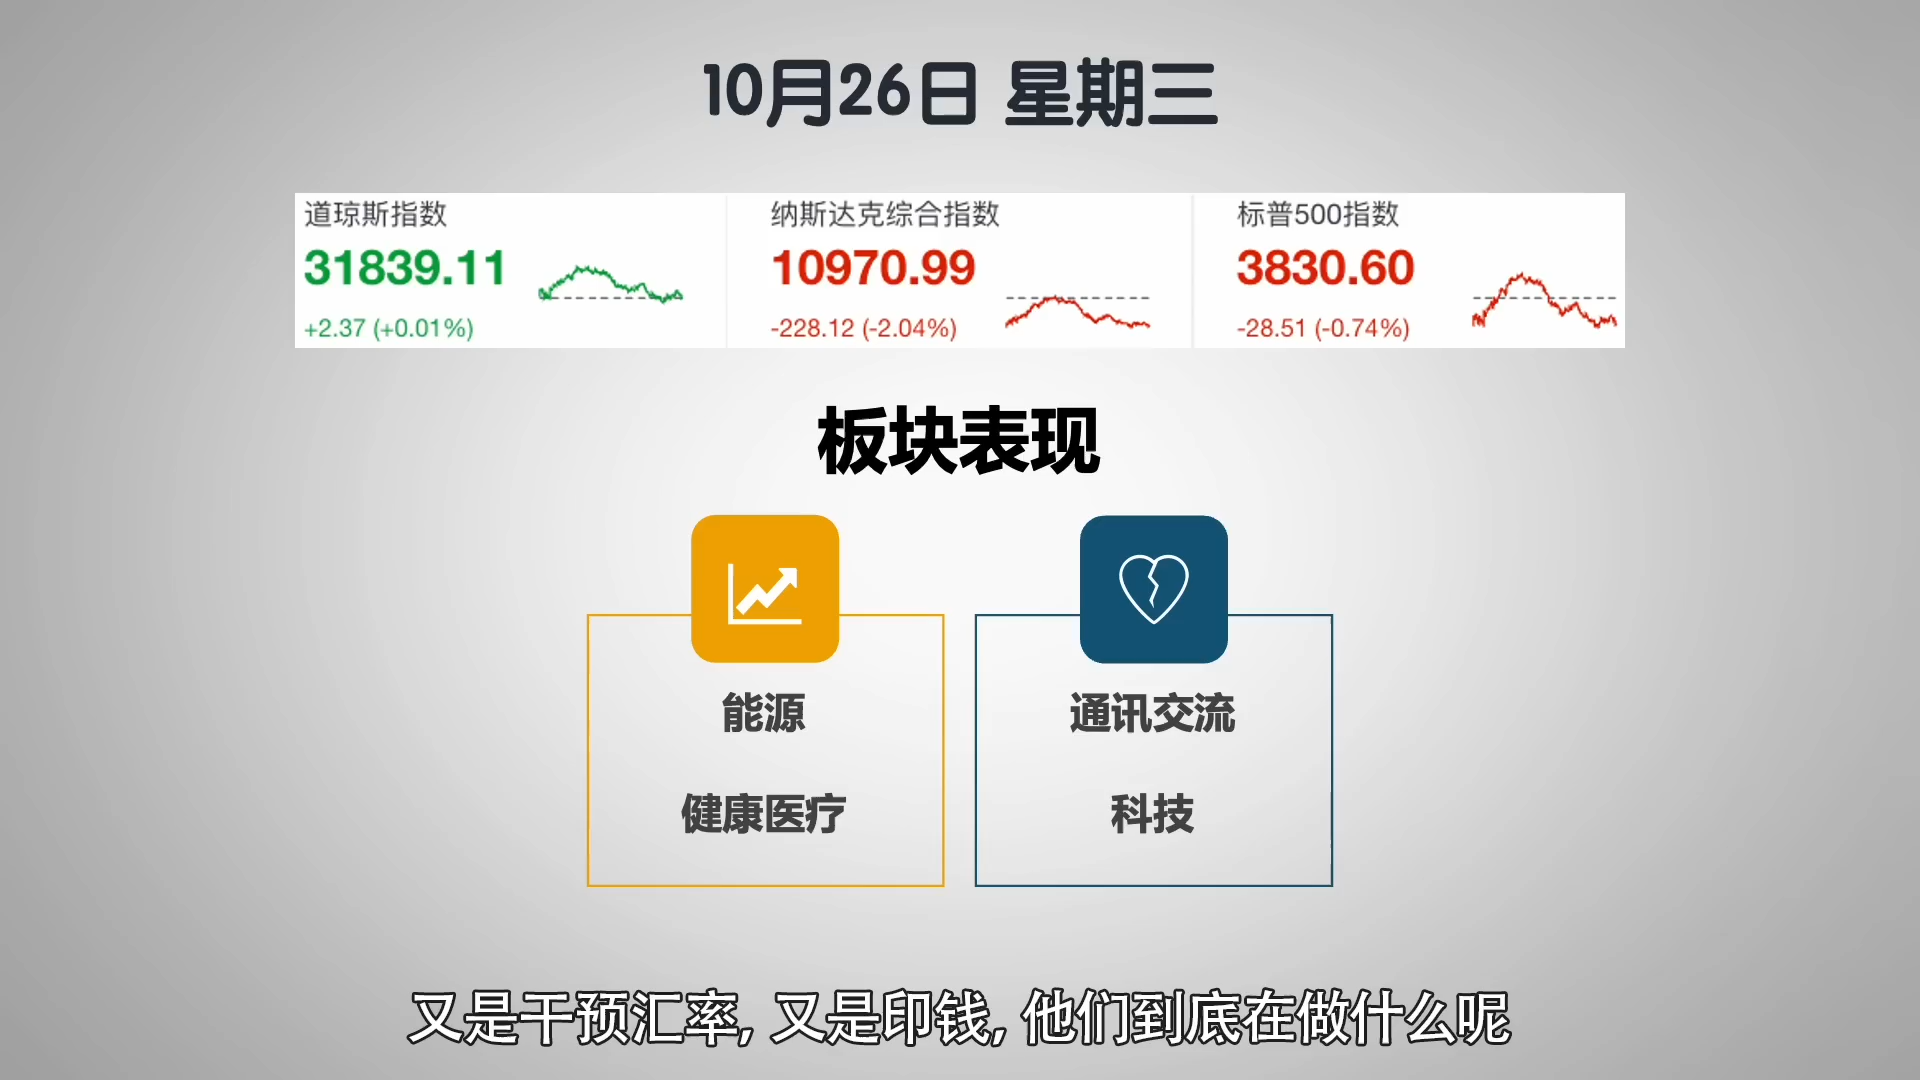 10月26日 星期三
道琼斯指数
31839.11
+2.37 (+0.01%)
纳斯达克综合指数
10970.99
-228.12 (-2.04%)
标普500指数
3830.60
-28.51 (-0.74%)
板块表现
能源
健康医疗
通讯交流
科技
又是干预汇率, 又是印钱, 他们到底在做什么呢